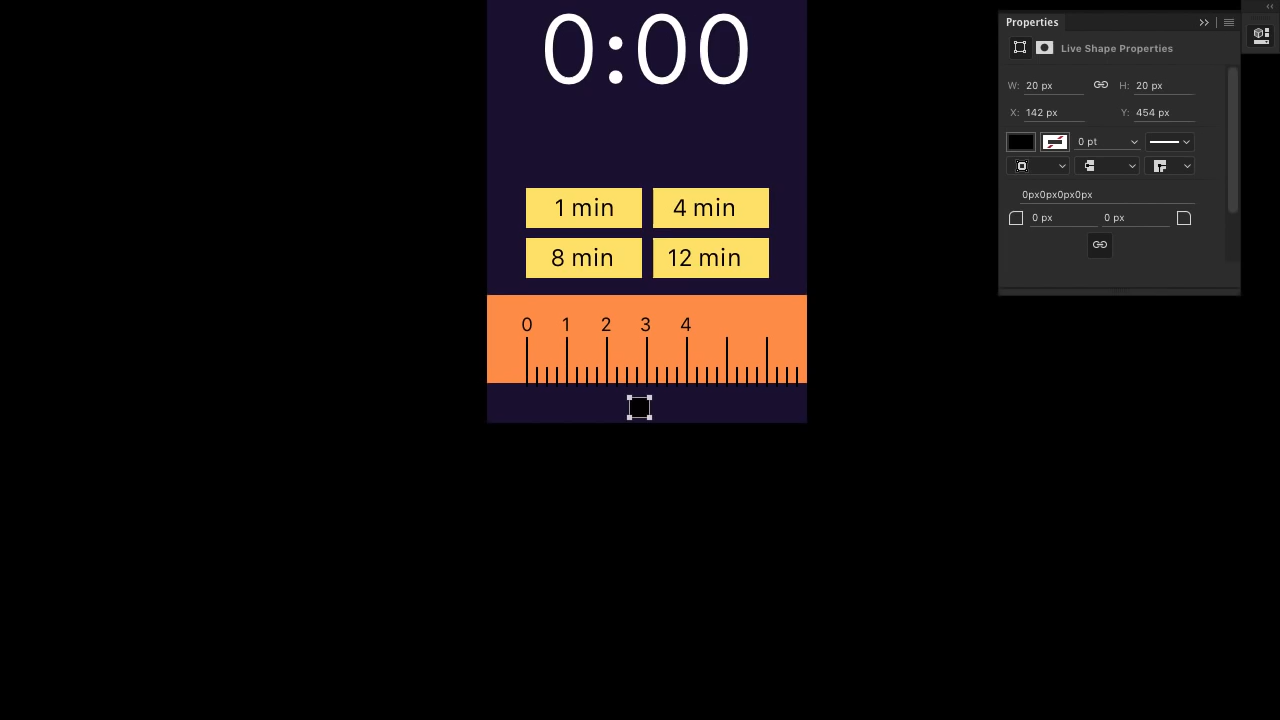 0:00
1 min 4 min
8 min 12 min
0 1 2 3 4
Properties
Live Shape Properties
W: 20 px H: 20 px
X: 142 px Y: 454 px
0 pt
0px0px0px0px
0 px 0 px